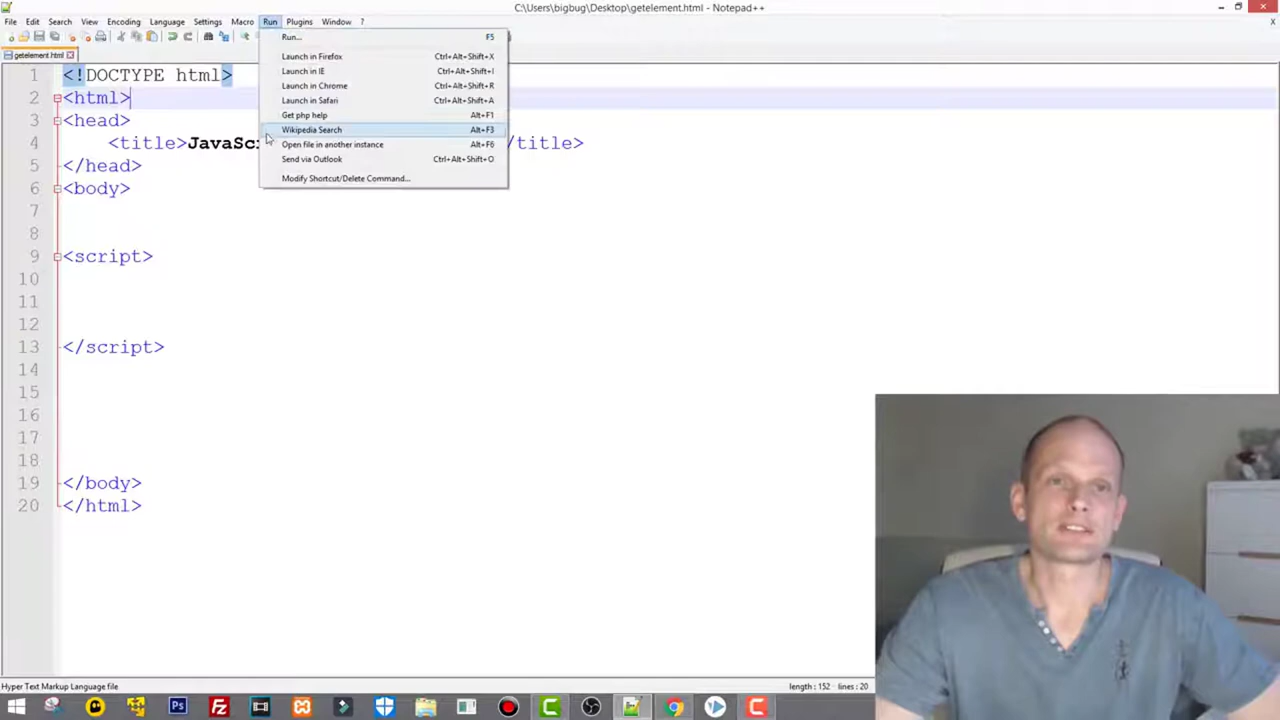 C:\Users\bigbug\Desktop\getelement.html - Notepad++
File Edit Search View Encoding Language Settings Macro Run Plugins Window ? X
getelement.html
Run... F5
Launch in Firefox Ctrl+Alt+Shift+X
Launch in IE Ctrl+Alt+Shift+I
Launch in Chrome Ctrl+Alt+Shift+R
Launch in Safari Ctrl+Alt+Shift+A
Get php help Alt+F1
Wikipedia Search Alt+F3
Open file in another instance Alt+F6
Send via Outlook Ctrl+Alt+Shift+O
Modify Shortcut/Delete Command...
1 <!DOCTYPE html>
2 <html>
3 <head>
4 <title>JavaSc /title>
5 </head>
6 <body>
7
8
9 <script>
10
11
12
13 </script>
14
15
16
17
18
19 </body>
20 </html>
Hyper Text Markup Language file length : 152 lines : 20